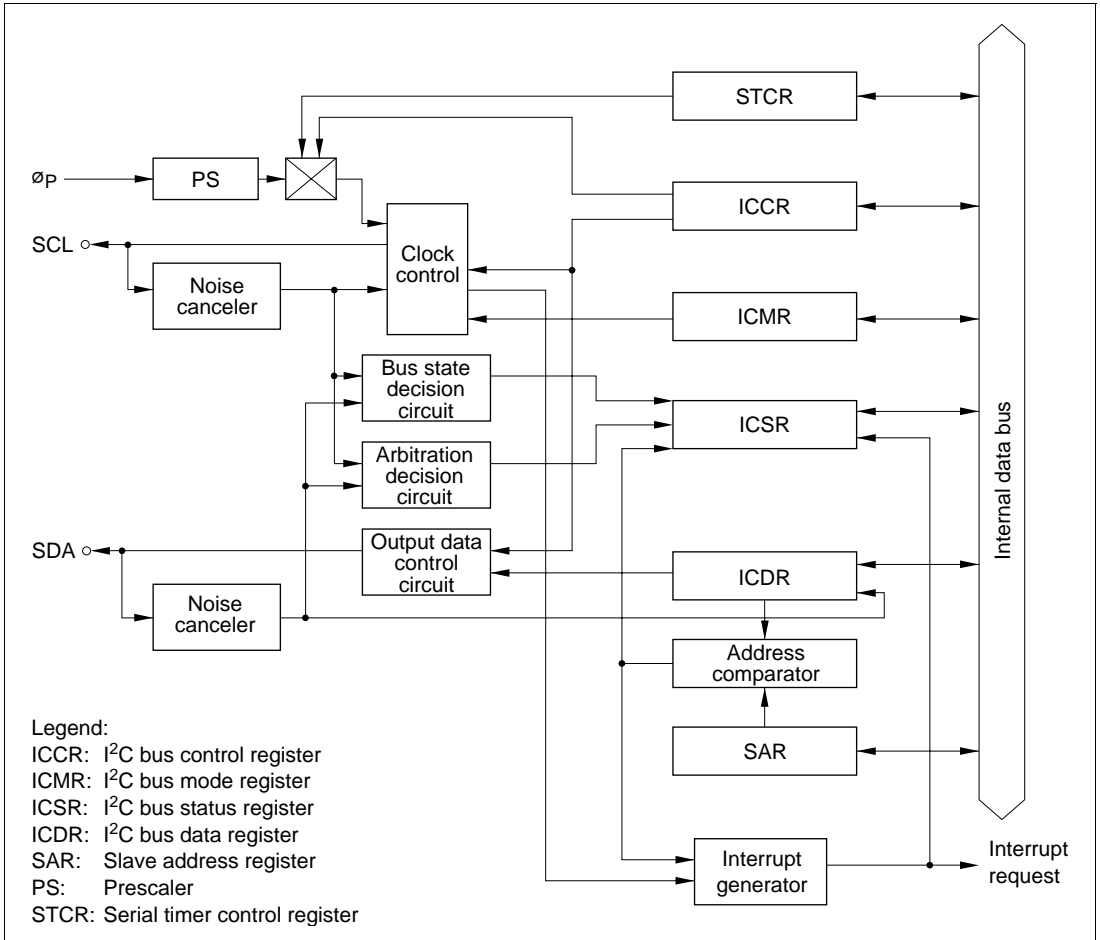 STCR
øP
PS
ICCR
SCL
Clock
control
Noise
canceler
ICMR
Bus state
decision
circuit
ICSR
Arbitration
decision
circuit
Internal data bus
SDA
Output data
control
circuit
ICDR
Noise
canceler
Address
comparator
SAR
Legend:
ICCR: I²C bus control register
ICMR: I²C bus mode register
ICSR: I²C bus status register
ICDR: I²C bus data register
SAR: Slave address register
PS: Prescaler
STCR: Serial timer control register
Interrupt
generator
Interrupt
request